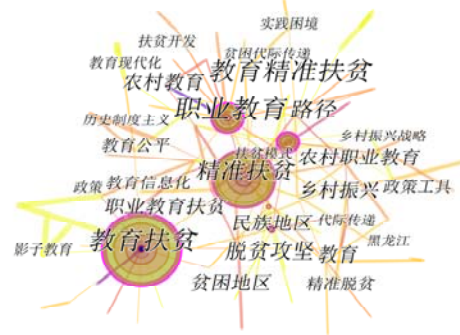 实践困境
扶贫开发
贫困代际传递
教育现代化
教育精准扶贫
农村教育
职业教育 路径
历史制度主义
乡村振兴战略
教育公平
扶贫模式
农村职业教育
精准扶贫
政策 教育信息化
乡村振兴 政策工具
职业教育扶贫
民族地区 代际传递
教育扶贫
影子教育
脱贫攻坚 教育
黑龙江
贫困地区
精准脱贫